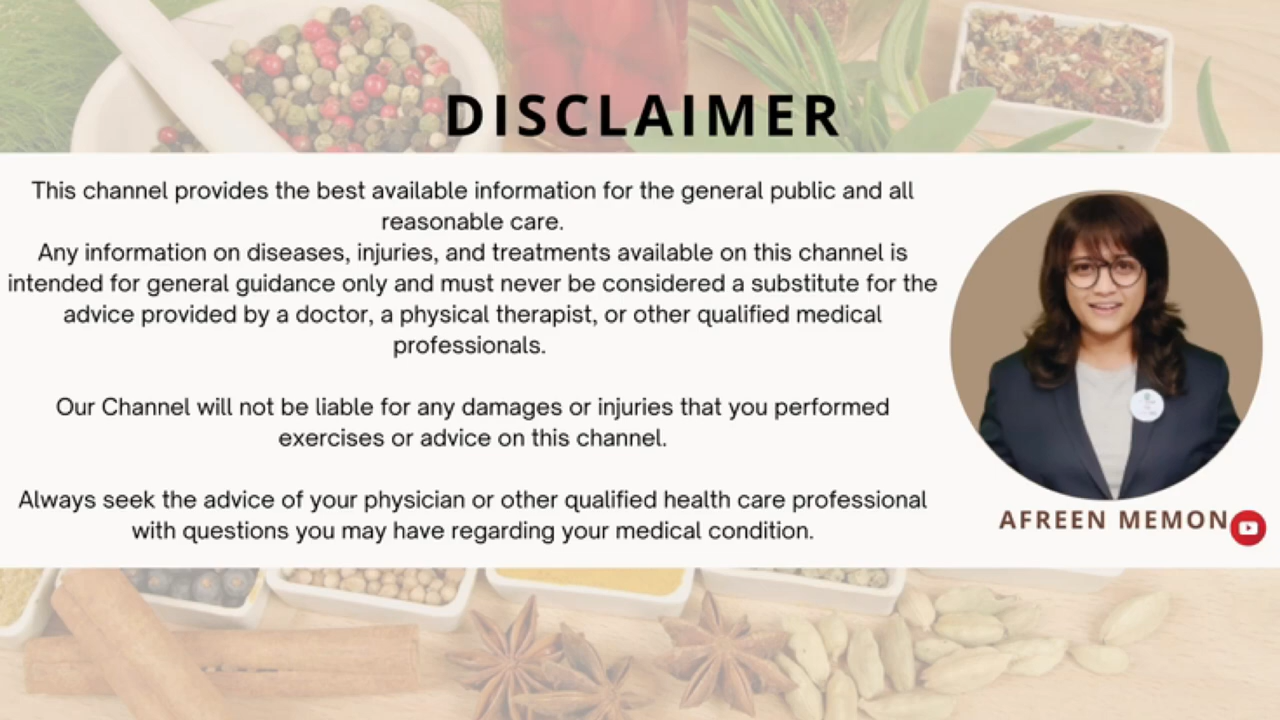 DISCLAIMER
This channel provides the best available information for the general public and all
reasonable care.
Any information on diseases, injuries, and treatments available on this channel is
intended for general guidance only and must never be considered a substitute for the
advice provided by a doctor, a physical therapist, or other qualified medical
professionals.
Our Channel will not be liable for any damages or injuries that you performed
exercises or advice on this channel.
Always seek the advice of your physician or other qualified health care professional
with questions you may have regarding your medical condition.
AFREEN MEMON